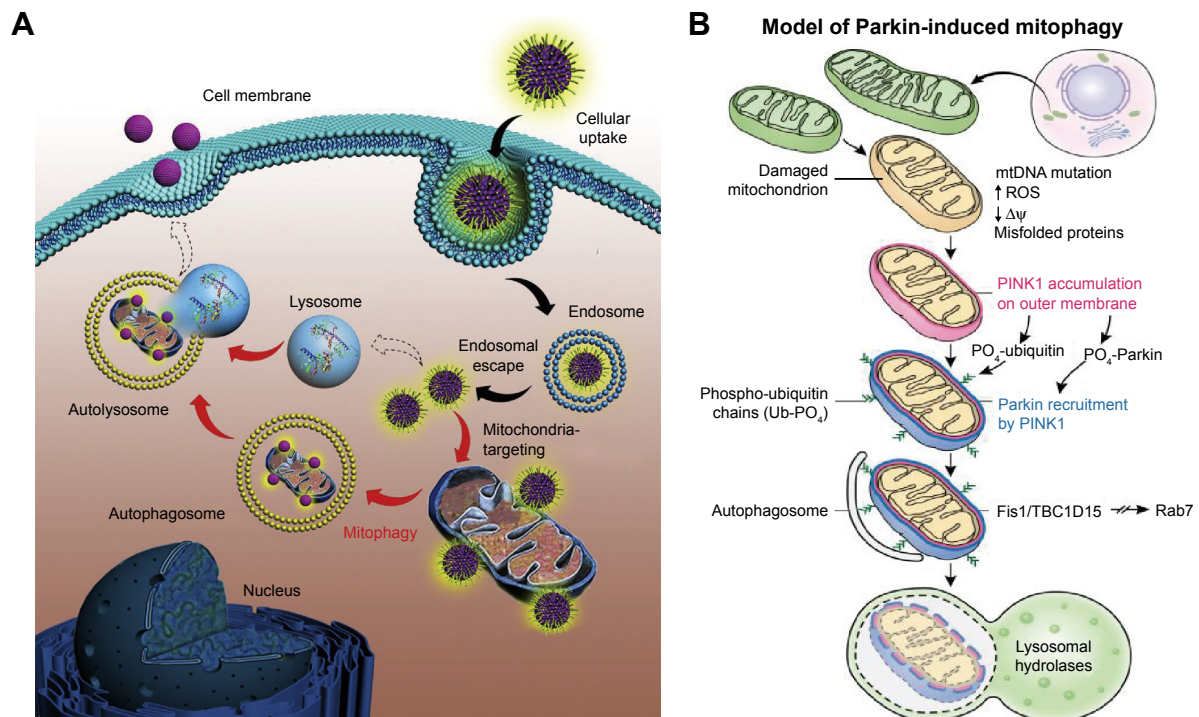 A
Cell membrane
Cellular
uptake
Lysosome
Endosome
Endosomal
escape
Autolysosome
Mitochondria-
targeting
Autophagosome
Mitophagy
Nucleus
B
Model of Parkin-induced mitophagy
Damaged
mitochondrion
mtDNA mutation
↑ ROS
↓ Δψ
Misfolded proteins
PINK1 accumulation
on outer membrane
PO₄-ubiquitin
PO₄-Parkin
Phospho-ubiquitin
chains (Ub-PO₄)
Parkin recruitment
by PINK1
Autophagosome
Fis1/TBC1D15
Rab7
Lysosomal
hydrolases